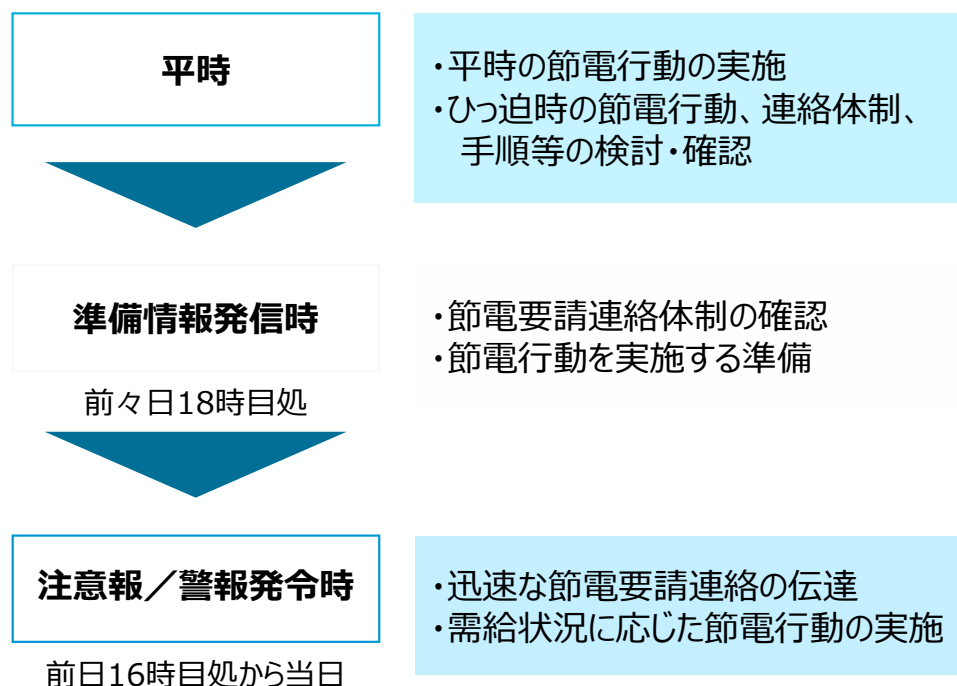 平時
・平時の節電行動の実施
・ひっ迫時の節電行動、連絡体制、
手順等の検討・確認
準備情報発信時
前々日18時目処
・節電要請連絡体制の確認
・節電行動を実施する準備
注意報／警報発令時
前日16時目処から当日
・迅速な節電要請連絡の伝達
・需給状況に応じた節電行動の実施